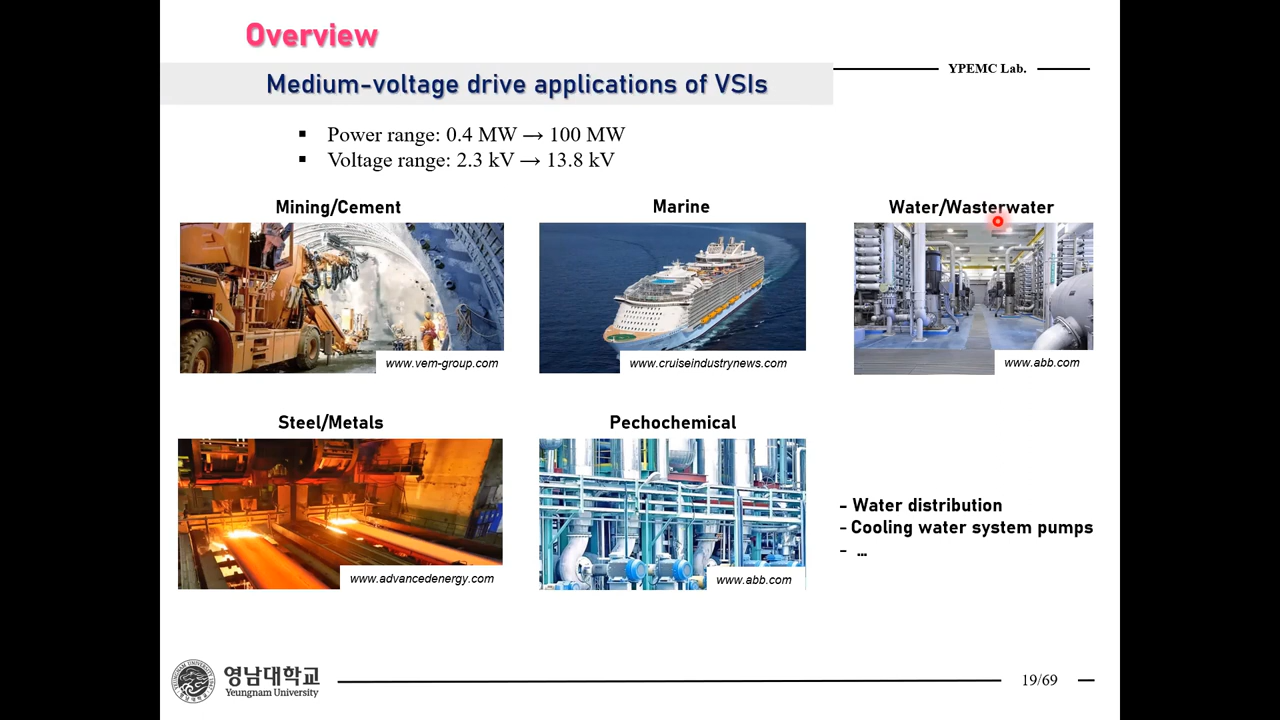 Overview
Medium-voltage drive applications of VSIs
YPEMC Lab.
▪ Power range: 0.4 MW → 100 MW
▪ Voltage range: 2.3 kV → 13.8 kV
Mining/Cement
Marine
Water/Wasterwater
www.vem-group.com
www.cruiseindustrynews.com
www.abb.com
Steel/Metals
Pechochemical
www.advancedenergy.com
www.abb.com
- Water distribution
- Cooling water system pumps
- ...
영남대학교
Yeungnam University
19/69